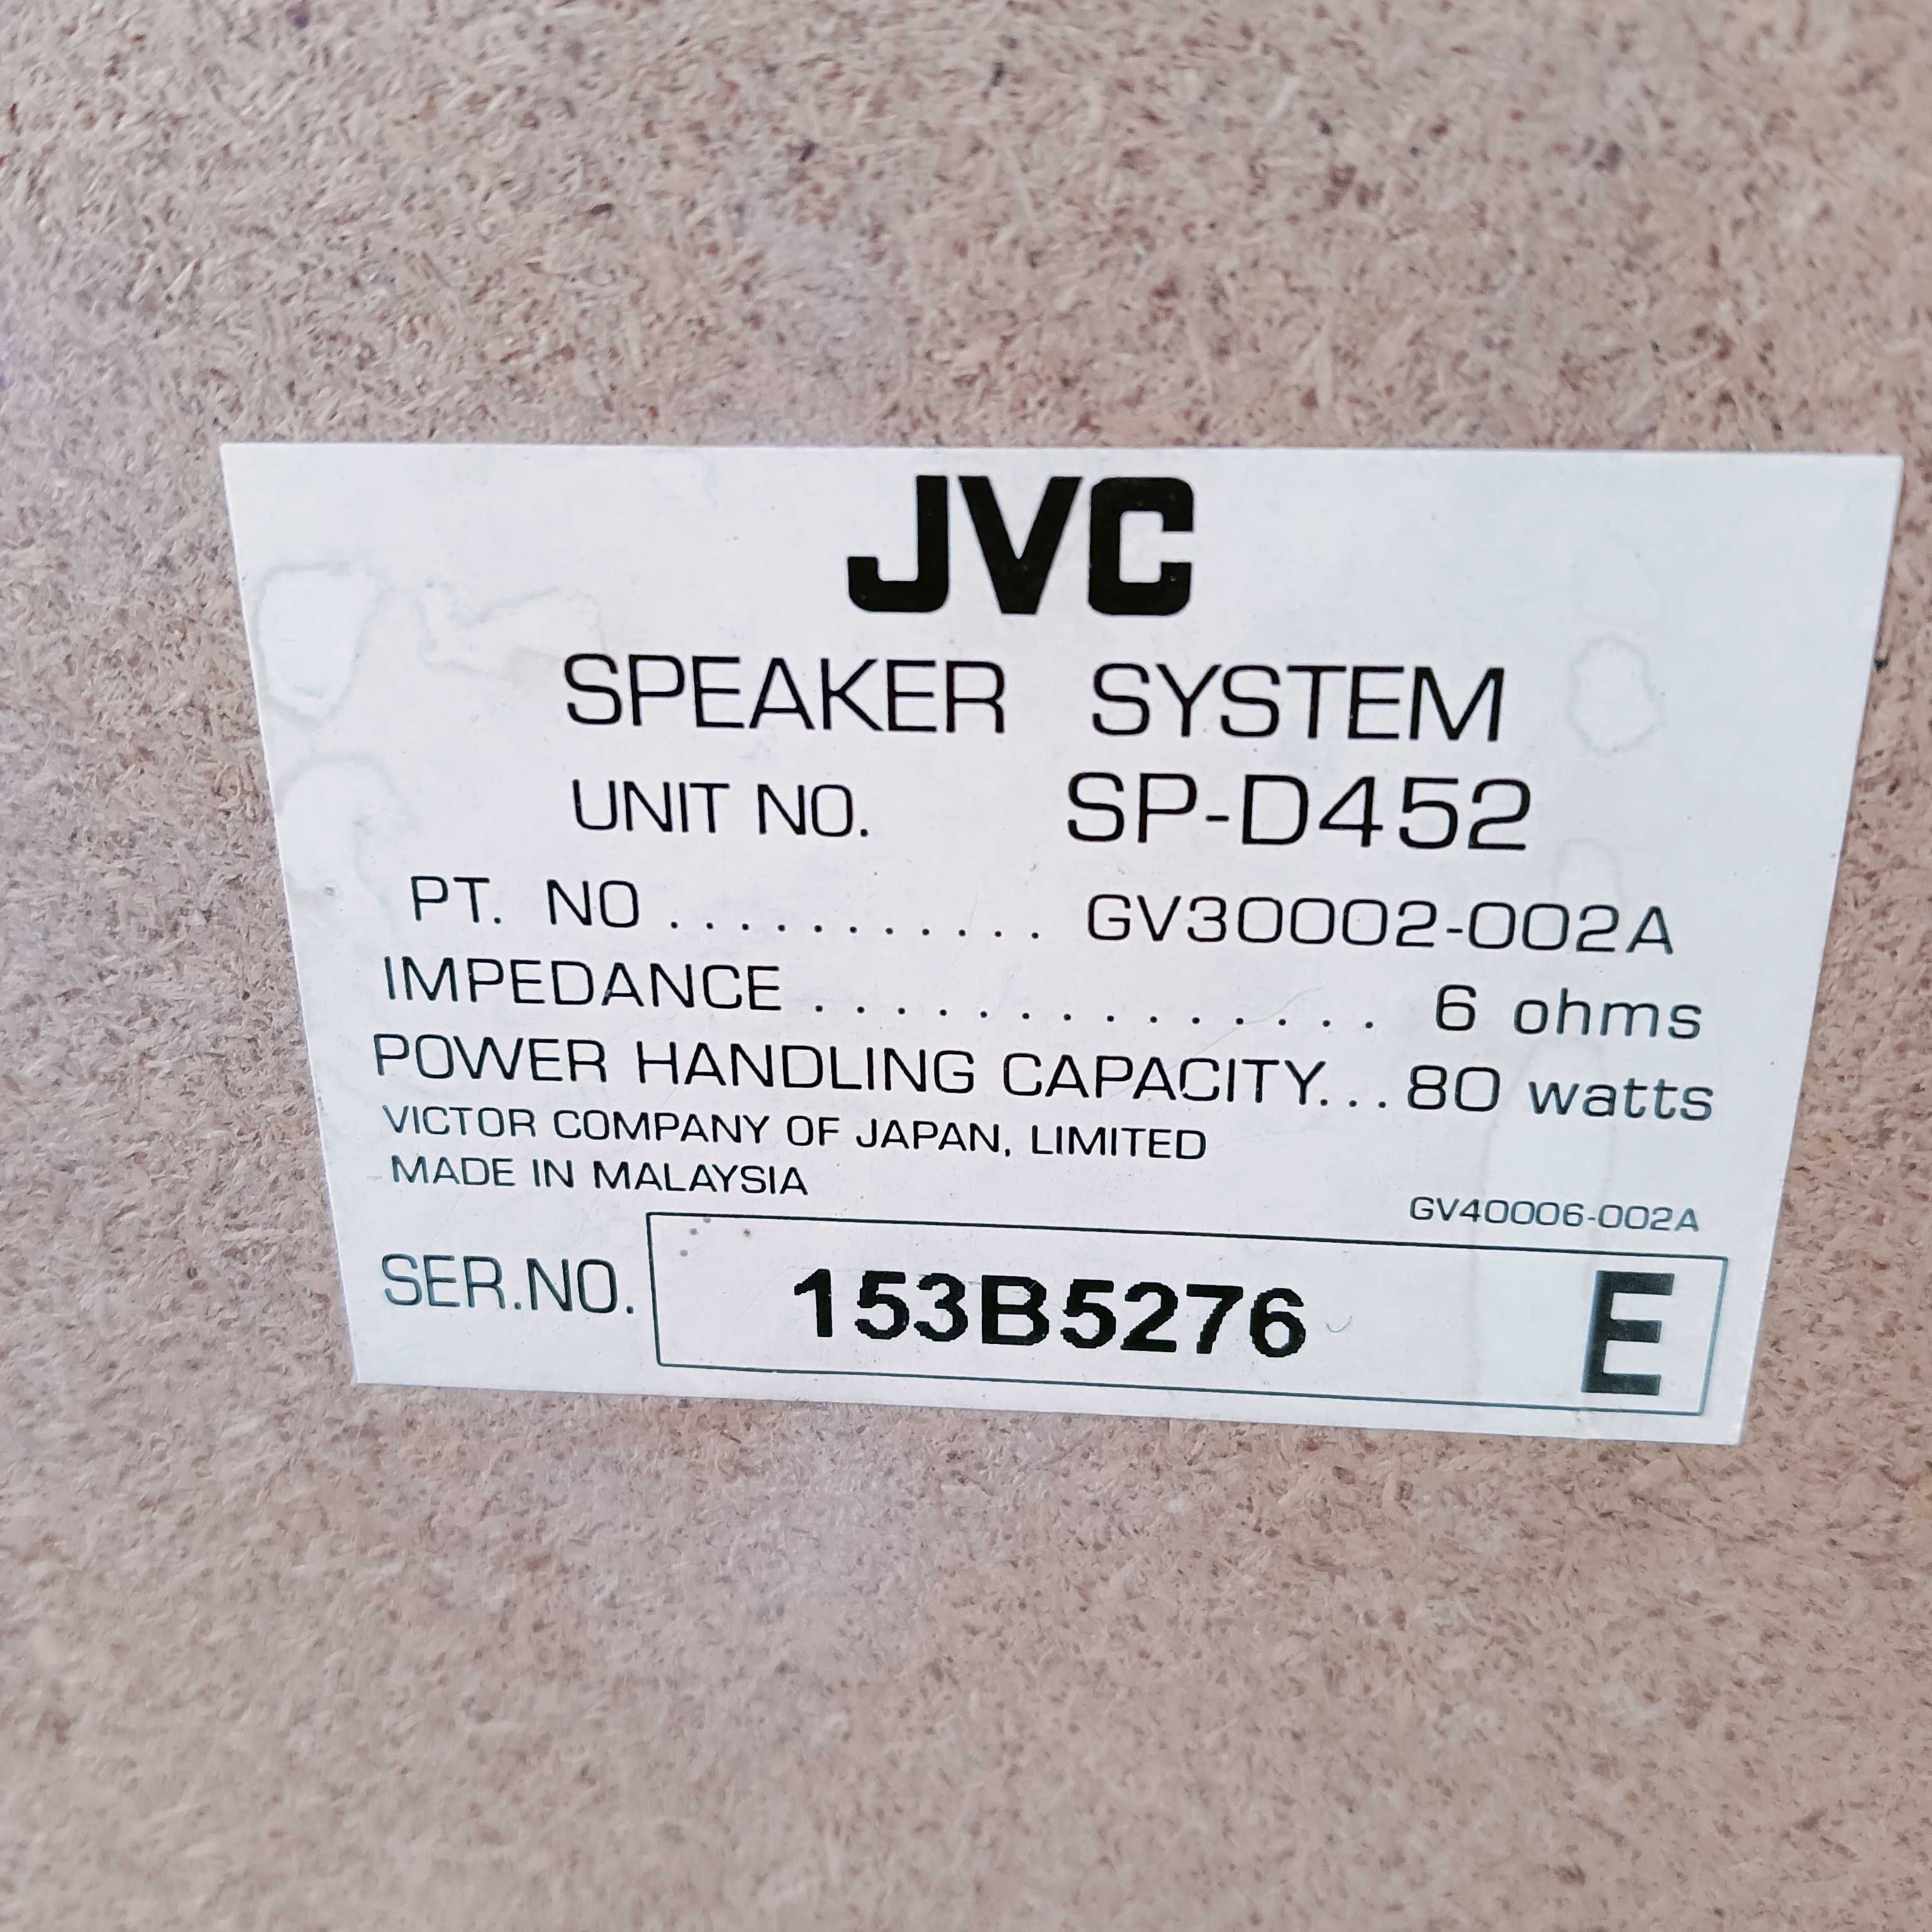 JVC
SPEAKER SYSTEM
UNIT NO. SP-D452
PT. NO ........... GV30002-002A
IMPEDANCE .............. 6 ohms
POWER HANDLING CAPACITY... 80 watts
VICTOR COMPANY OF JAPAN, LIMITED
MADE IN MALAYSIA
GV40006-002A
SER.NO. 153B5276 E